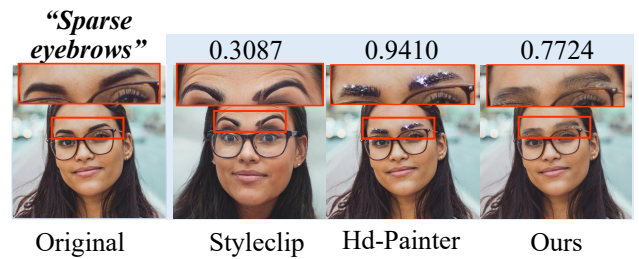 “Sparse
eyebrows”
0.3087
0.9410
0.7724
Original
Styleclip
Hd-Painter
Ours